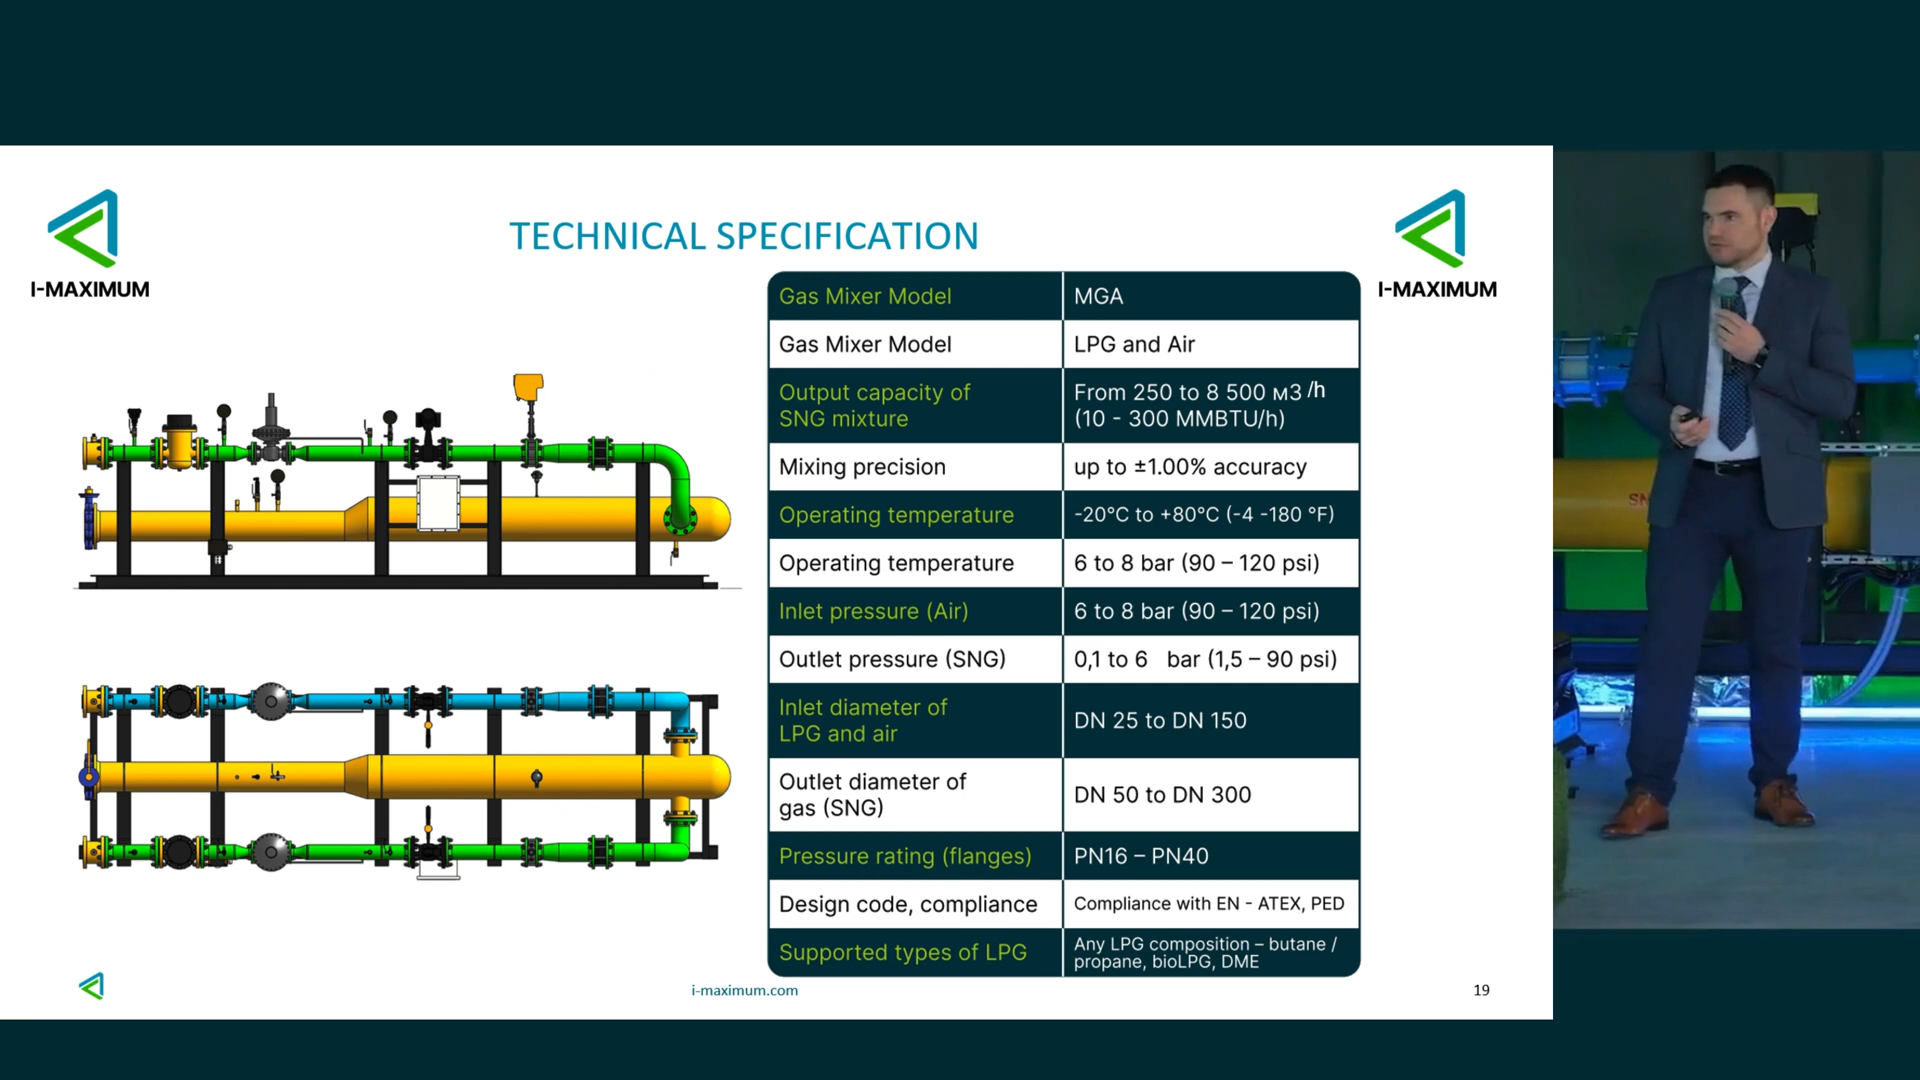 TECHNICAL SPECIFICATION
I-MAXIMUM
I-MAXIMUM
Gas Mixer Model MGA
Gas Mixer Model LPG and Air
Output capacity of
SNG mixture
From 250 to 8 500 м3 /h
(10 - 300 MMBTU/h)
Mixing precision up to ±1.00% accuracy
Operating temperature -20°C to +80°C (-4 -180 °F)
Operating temperature 6 to 8 bar (90 – 120 psi)
Inlet pressure (Air) 6 to 8 bar (90 – 120 psi)
Outlet pressure (SNG) 0,1 to 6 bar (1,5 – 90 psi)
Inlet diameter of
LPG and air
DN 25 to DN 150
Outlet diameter of
gas (SNG)
DN 50 to DN 300
Pressure rating (flanges) PN16 – PN40
Design code, compliance Compliance with EN - ATEX, PED
Supported types of LPG
Any LPG composition – butane /
propane, bioLPG, DME
i-maximum.com
19